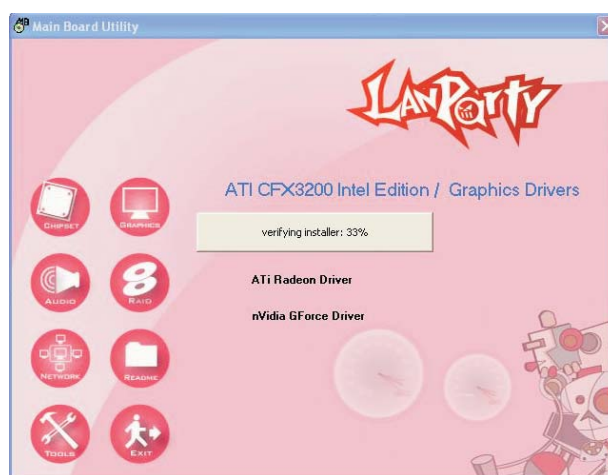 Main Board Utility
LANPARTY
ATI CFX3200 Intel Edition / Graphics Drivers
verifying installer: 33%
ATi Radeon Driver
nVidia GForce Driver
CHIPSET
GRAPHICS
AUDIO
RAID
NETWORK
README
TOOLS
EXIT